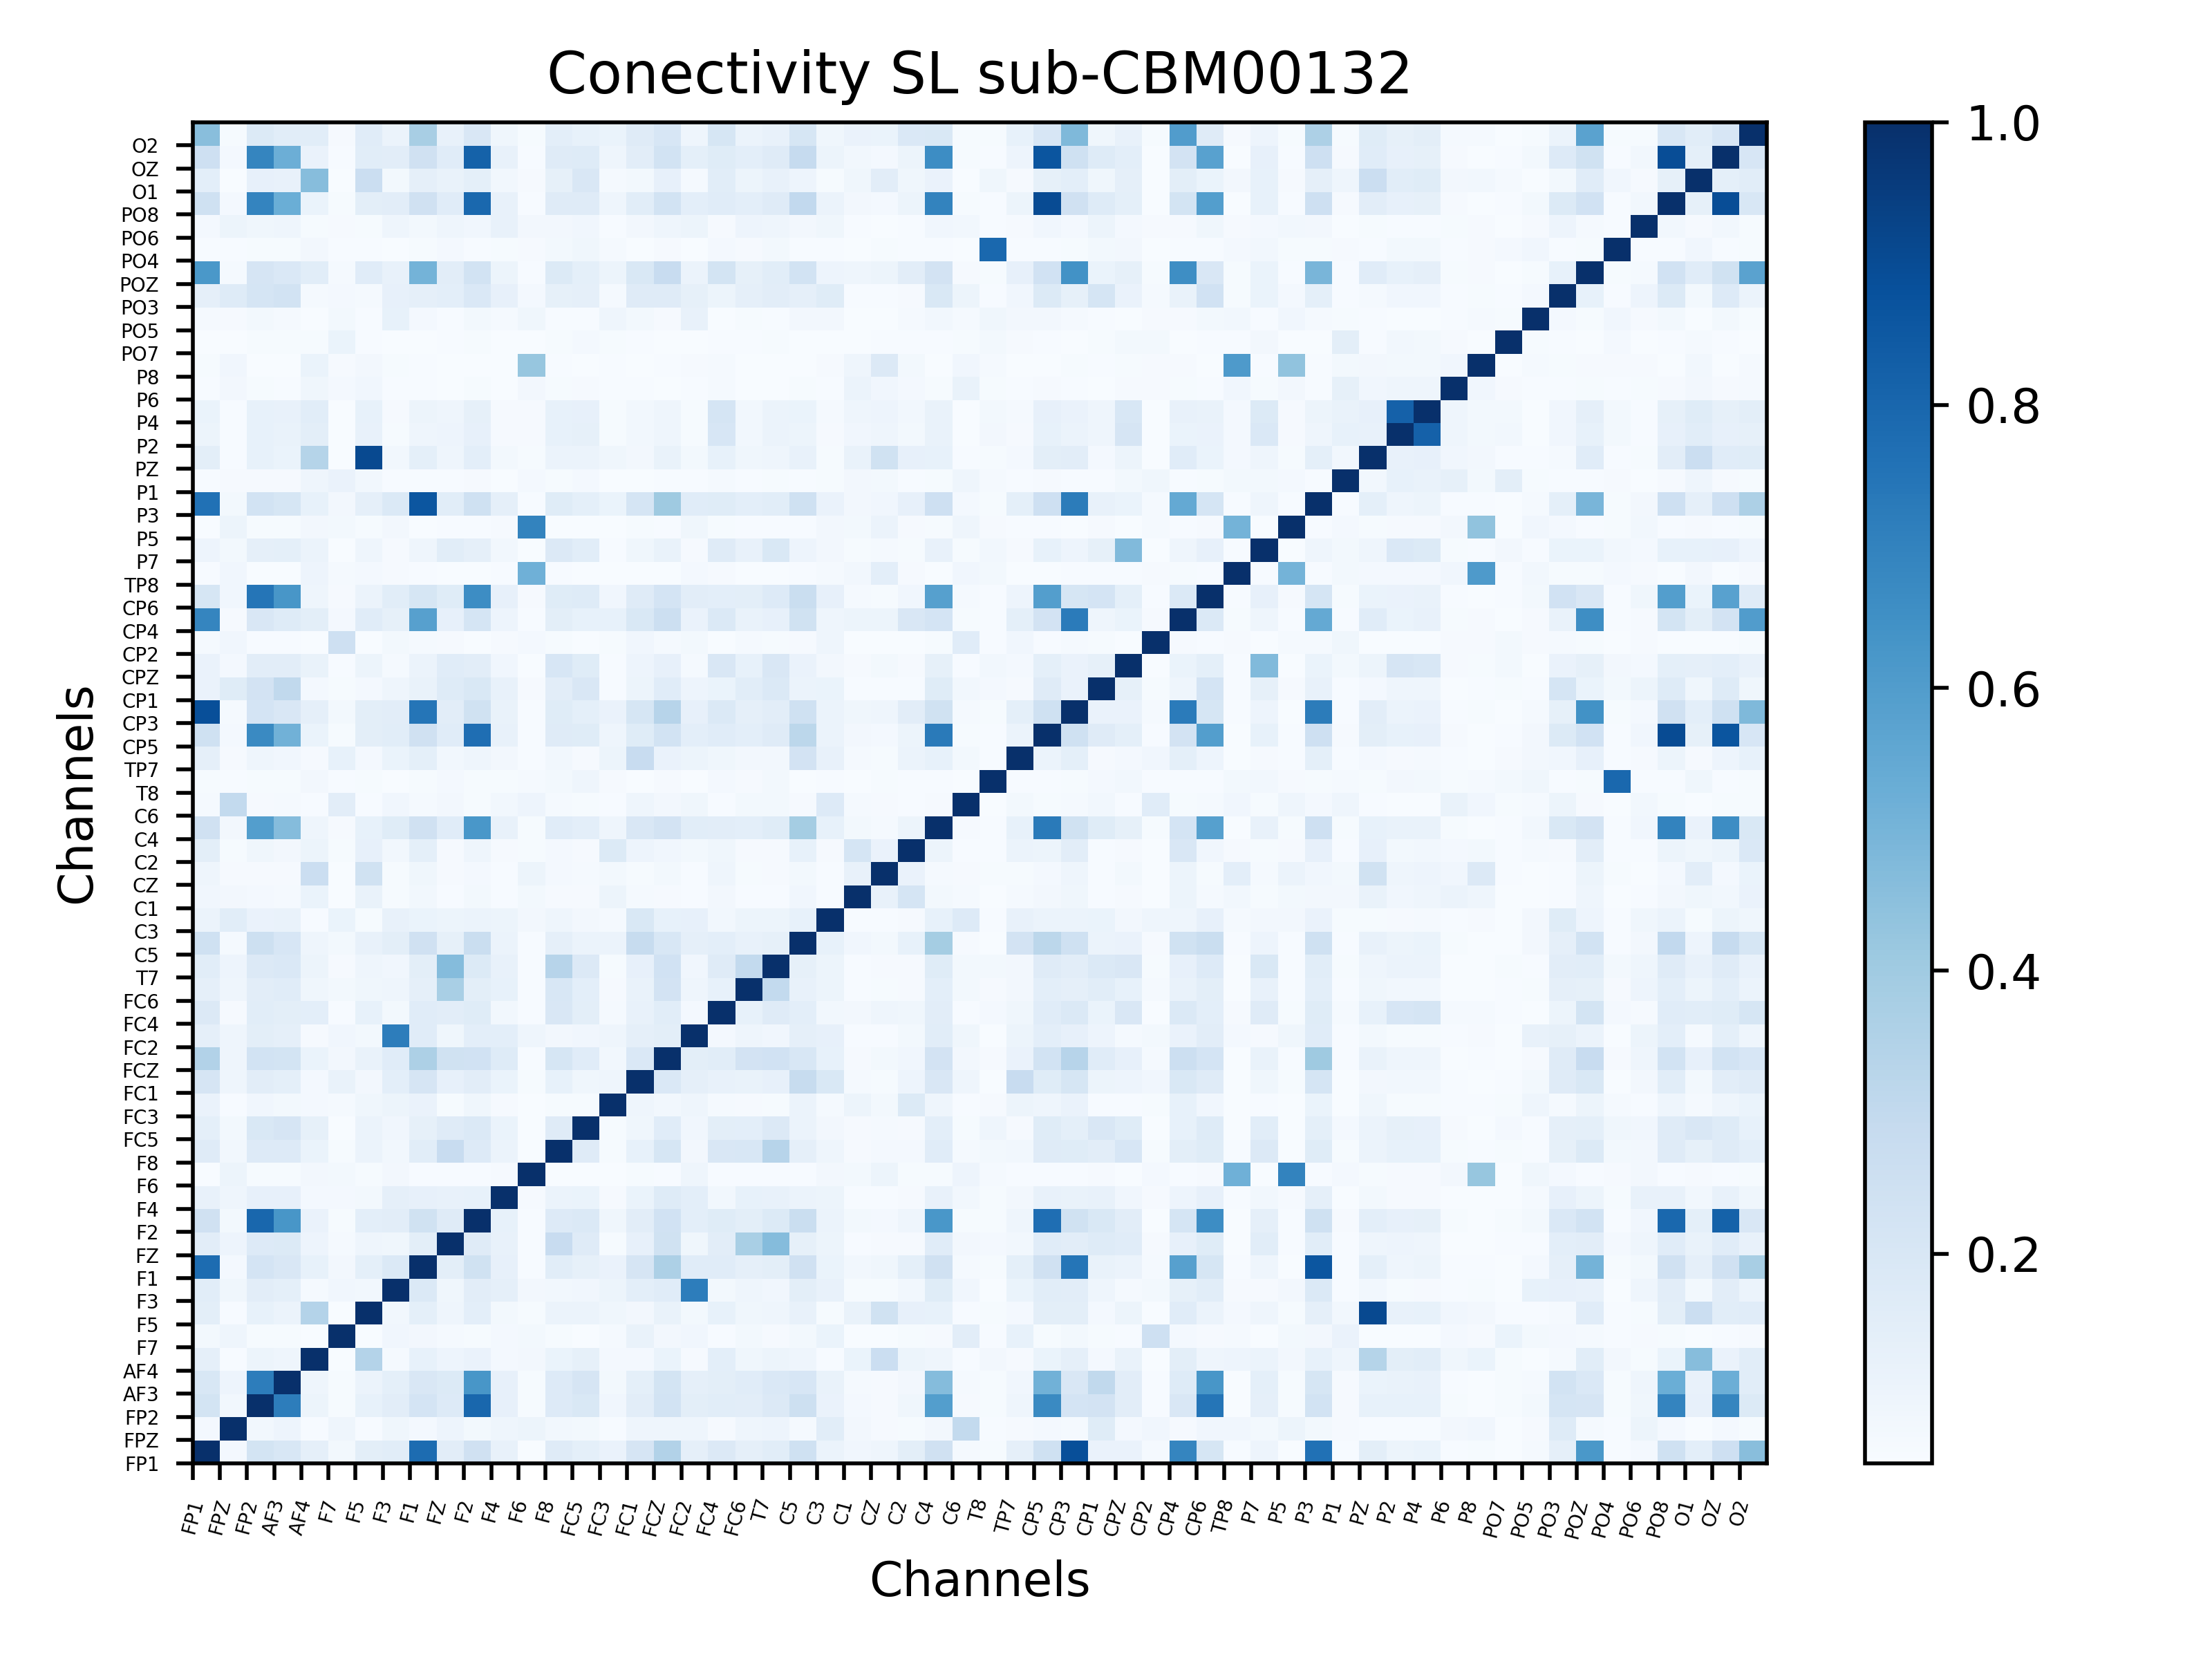 Conectivity SL sub-CBM00132
1.0
0.8
0.6
0.4
0.2
Channels
O2
OZ
O1
PO8
PO6
PO4
POZ
PO3
PO5
PO7
P8
P6
P4
P2
PZ
P1
P3
P5
P7
TP8
CP6
CP4
CP2
CPZ
CP1
CP3
CP5
TP7
T8
C6
C4
C2
CZ
C1
C3
C5
T7
FC6
FC4
FC2
FCZ
FC1
FC3
FC5
F8
F6
F4
F2
FZ
F1
F3
F5
F7
AF4
AF3
FP2
FPZ
FP1
FP1 FPZ FP2 AF3 AF4 F7 F5 F3 F1 FZ F2 F4 F6 F8 FC5 FC3 FC1 FCZ FC2 FC4 FC6 T7 C5 C3 C1 CZ C2 C4 C6 T8 TP7 CP5 CP3 CP1 CPZ CP2 CP4 CP6 TP8 P7 P5 P3 P1 PZ P2 P4 P6 P8 PO7 PO5 PO3 POZ PO4 PO6 PO8 O1 OZ O2
Channels